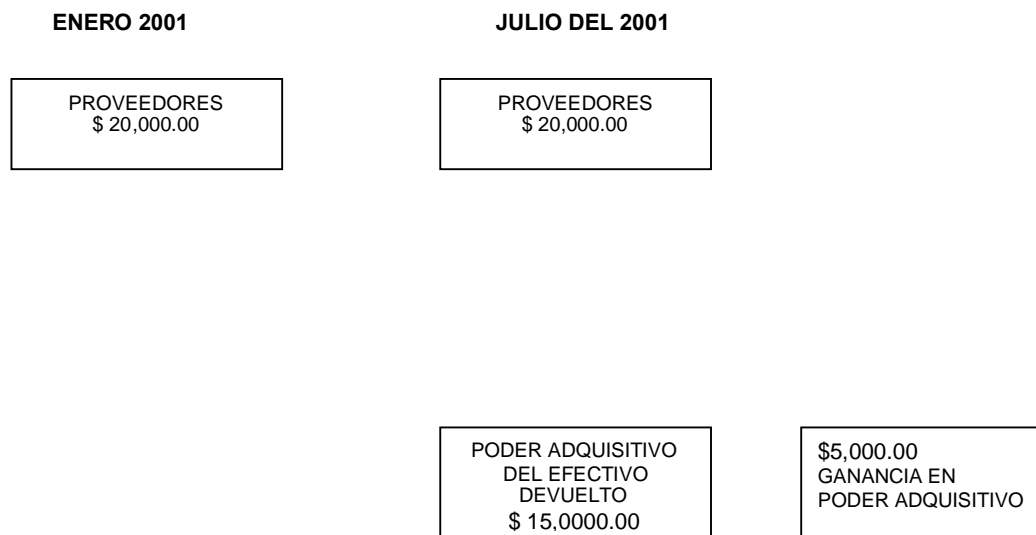 ENERO 2001
JULIO DEL 2001
PROVEEDORES
$ 20,000.00
PROVEEDORES
$ 20,000.00
PODER ADQUISITIVO
DEL EFECTIVO
DEVUELTO
$ 15,0000.00
$5,000.00
GANANCIA EN
PODER ADQUISITIVO